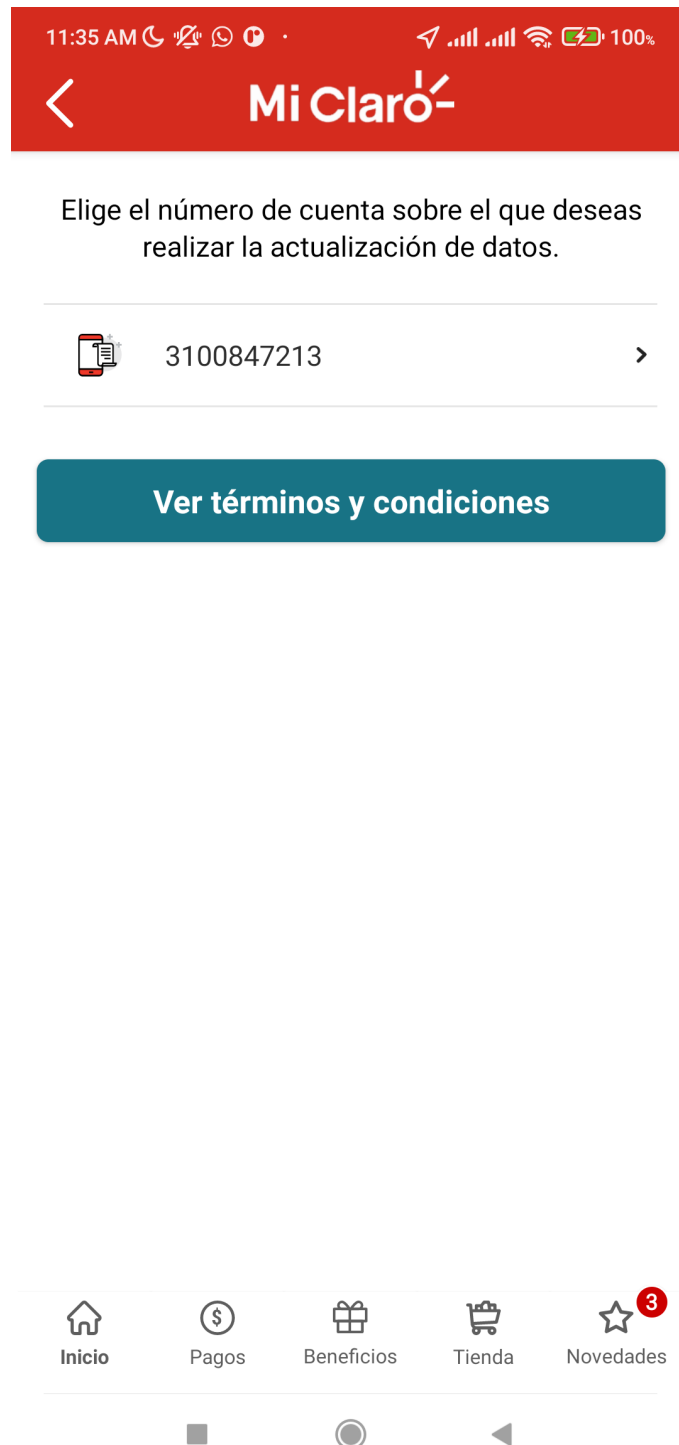 11:35 AM
100%
Mi Claro
Elige el número de cuenta sobre el que deseas
realizar la actualización de datos.
3100847213
Ver términos y condiciones
3
Inicio
Pagos
Beneficios
Tienda
Novedades